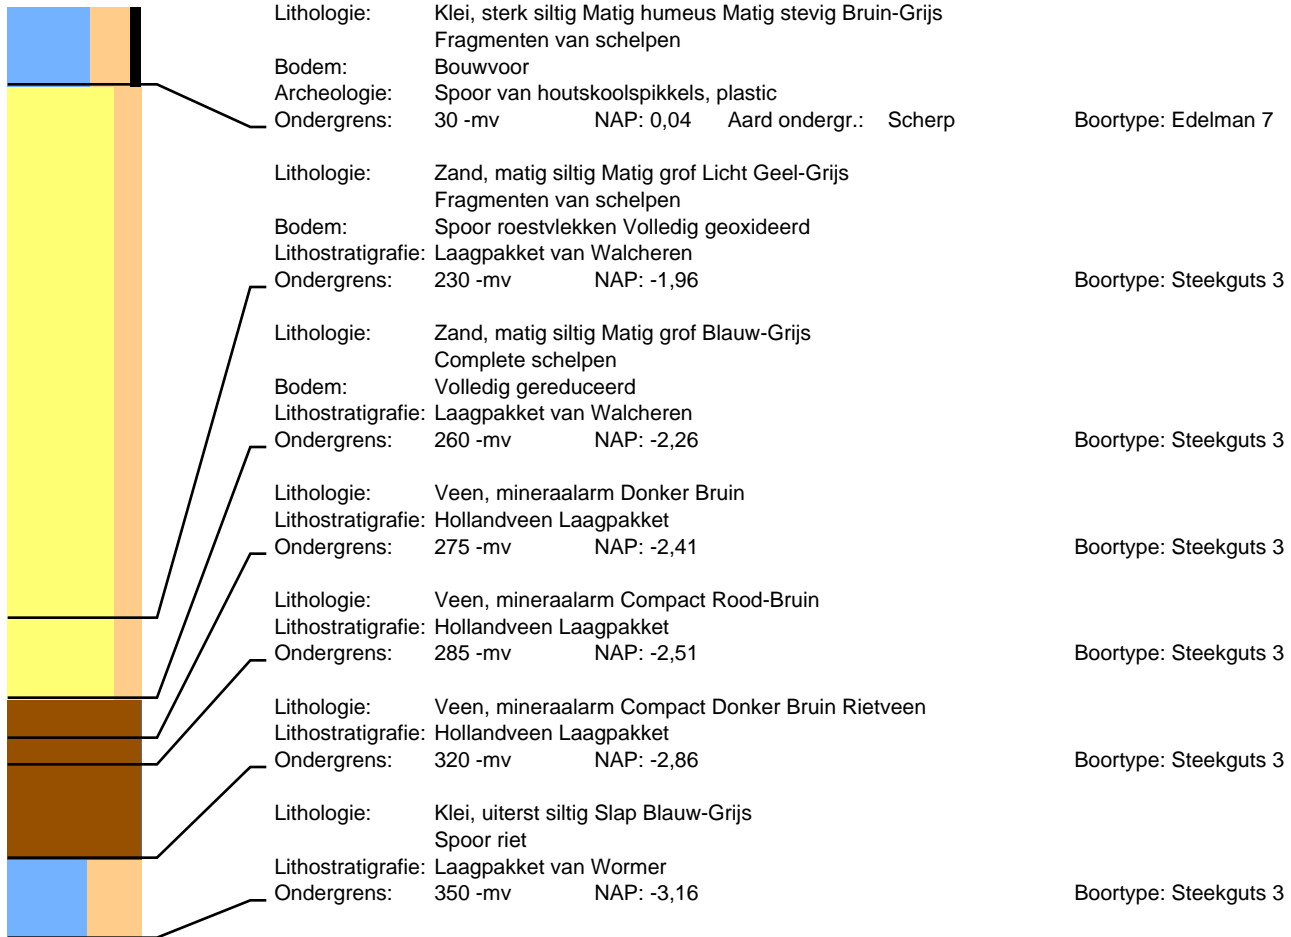 Lithologie: Klei, sterk siltig Matig humeus Matig stevig Bruin-Grijs
Fragmenten van schelpen
Bodem: Bouwvoor
Archeologie: Spoor van houtskoolspikkels, plastic
Ondergrens: 30 -mv NAP: 0,04 Aard ondergr.: Scherp Boortype: Edelman 7
Lithologie: Zand, matig siltig Matig grof Licht Geel-Grijs
Fragmenten van schelpen
Bodem: Spoor roestvlekken Volledig geoxideerd
Lithostratigrafie: Laagpakket van Walcheren
Ondergrens: 230 -mv NAP: -1,96 Boortype: Steekguts 3
Lithologie: Zand, matig siltig Matig grof Blauw-Grijs
Complete schelpen
Bodem: Volledig gereduceerd
Lithostratigrafie: Laagpakket van Walcheren
Ondergrens: 260 -mv NAP: -2,26 Boortype: Steekguts 3
Lithologie: Veen, mineraalarm Donker Bruin
Lithostratigrafie: Hollandveen Laagpakket
Ondergrens: 275 -mv NAP: -2,41 Boortype: Steekguts 3
Lithologie: Veen, mineraalarm Compact Rood-Bruin
Lithostratigrafie: Hollandveen Laagpakket
Ondergrens: 285 -mv NAP: -2,51 Boortype: Steekguts 3
Lithologie: Veen, mineraalarm Compact Donker Bruin Rietveen
Lithostratigrafie: Hollandveen Laagpakket
Ondergrens: 320 -mv NAP: -2,86 Boortype: Steekguts 3
Lithologie: Klei, uiterst siltig Slap Blauw-Grijs
Spoor riet
Lithostratigrafie: Laagpakket van Wormer
Ondergrens: 350 -mv NAP: -3,16 Boortype: Steekguts 3